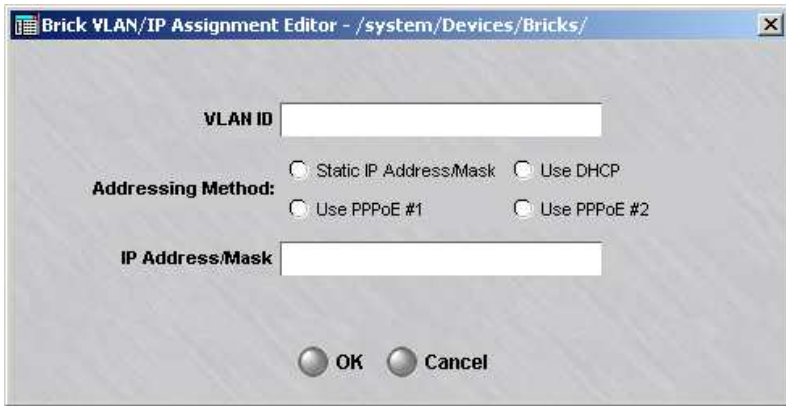 Brick VLAN/IP Assignment Editor - /system/Devices/Bricks/
VLAN ID
Addressing Method:
Static IP Address/Mask Use DHCP
Use PPPoE #1 Use PPPoE #2
IP Address/Mask
OK Cancel